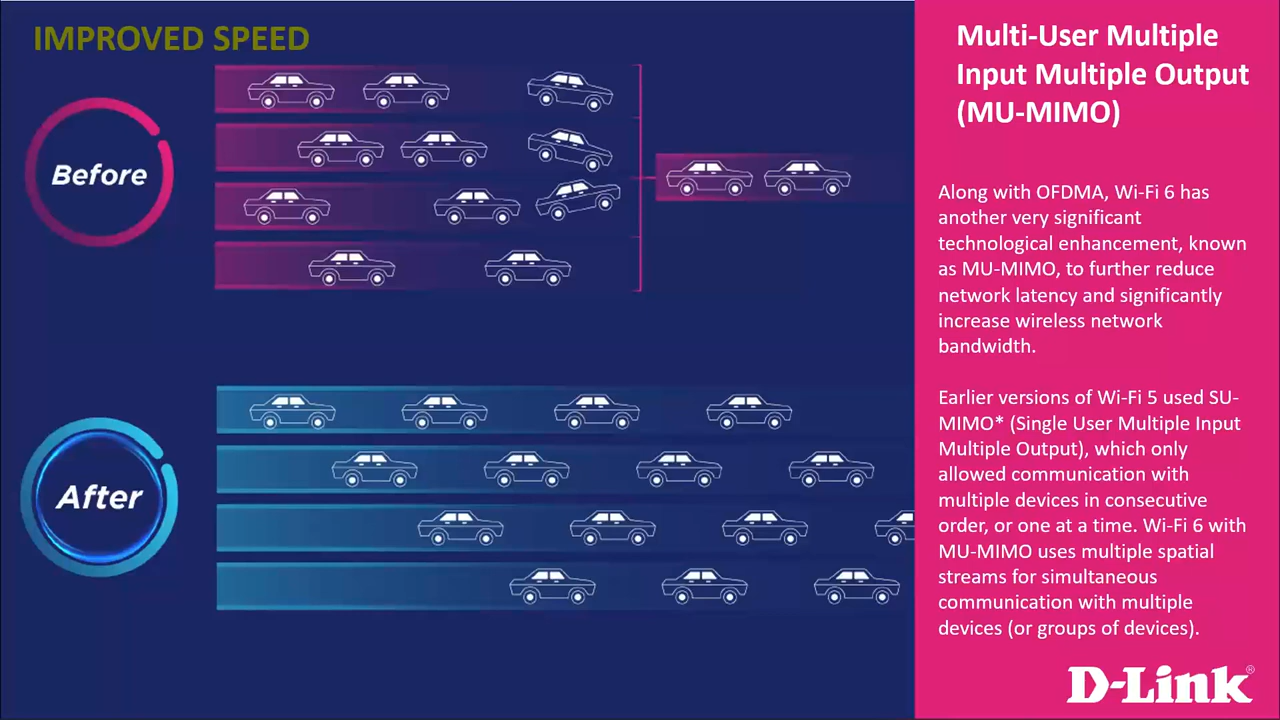 IMPROVED SPEED
Before
After
Multi-User Multiple
Input Multiple Output
(MU-MIMO)
Along with OFDMA, Wi-Fi 6 has
another very significant
technological enhancement, known
as MU-MIMO, to further reduce
network latency and significantly
increase wireless network
bandwidth.
Earlier versions of Wi-Fi 5 used SU-
MIMO* (Single User Multiple Input
Multiple Output), which only
allowed communication with
multiple devices in consecutive
order, or one at a time. Wi-Fi 6 with
MU-MIMO uses multiple spatial
streams for simultaneous
communication with multiple
devices (or groups of devices).
D-Link®